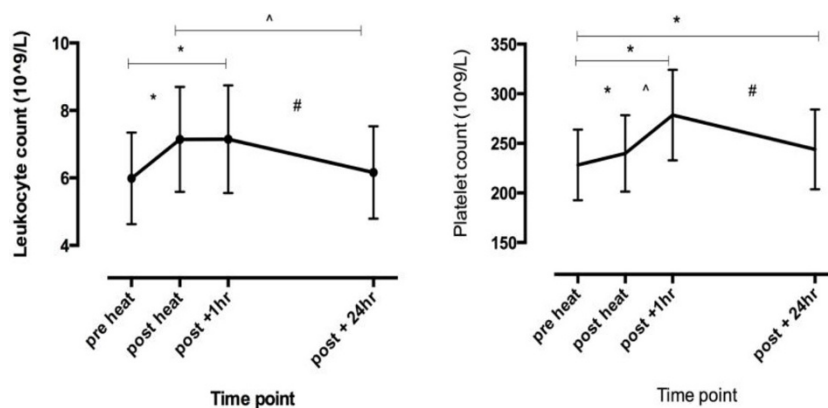 Leukocyte count (10^9/L)
10
8
6
4
^
*
*
#
pre heat
post heat
post +1hr
post + 24hr
Time point
Platelet count (10^9/L)
350
300
250
200
150
*
*
* ^ #
pre heat
post heat
post +1hr
post + 24hr
Time point